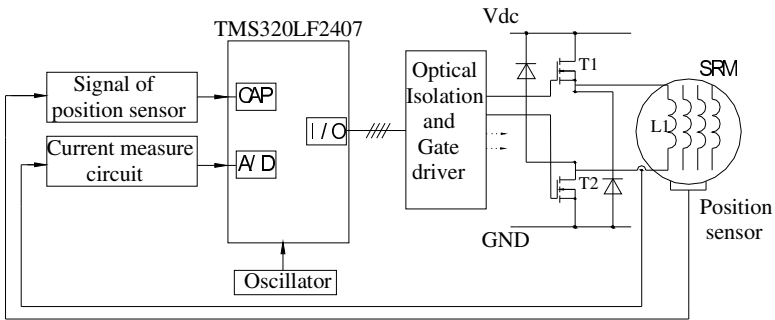 TMS320LF2407
Signal of
position sensor
CAP
Current measure
circuit
A/D
I/O
Oscillator
Optical
Isolation
and
Gate
driver
Vdc
T1
T2
GND
SRM
L1
Position
sensor